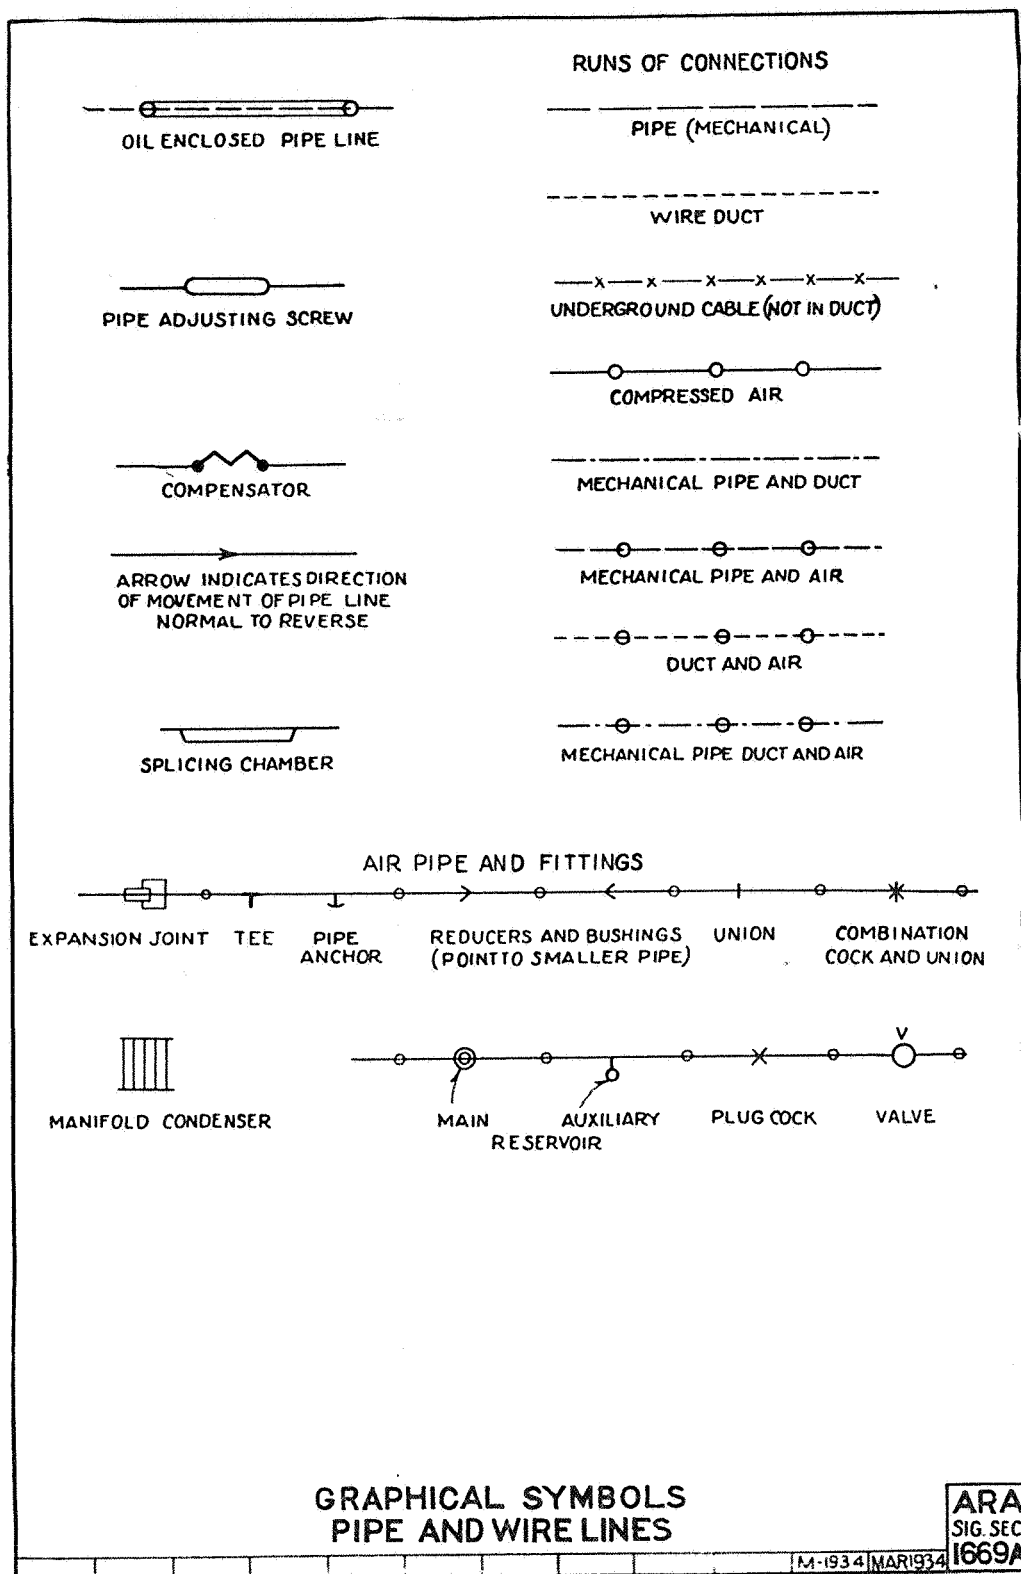 RUNS OF CONNECTIONS
OIL ENCLOSED PIPE LINE
PIPE (MECHANICAL)
WIRE DUCT
PIPE ADJUSTING SCREW
UNDERGROUND CABLE (NOT IN DUCT)
COMPRESSED AIR
COMPENSATOR
MECHANICAL PIPE AND DUCT
ARROW INDICATES DIRECTION
OF MOVEMENT OF PIPE LINE
NORMAL TO REVERSE
MECHANICAL PIPE AND AIR
DUCT AND AIR
SPLICING CHAMBER
MECHANICAL PIPE DUCT AND AIR
AIR PIPE AND FITTINGS
EXPANSION JOINT
TEE
PIPE
ANCHOR
REDUCERS AND BUSHINGS
(POINT TO SMALLER PIPE)
UNION
COMBINATION
COCK AND UNION
MANIFOLD CONDENSER
MAIN
AUXILIARY
RESERVOIR
PLUG COCK
V
VALVE
GRAPHICAL SYMBOLS
PIPE AND WIRE LINES
ARA
SIG. SEC
1669A
M-1934
MAR 1934